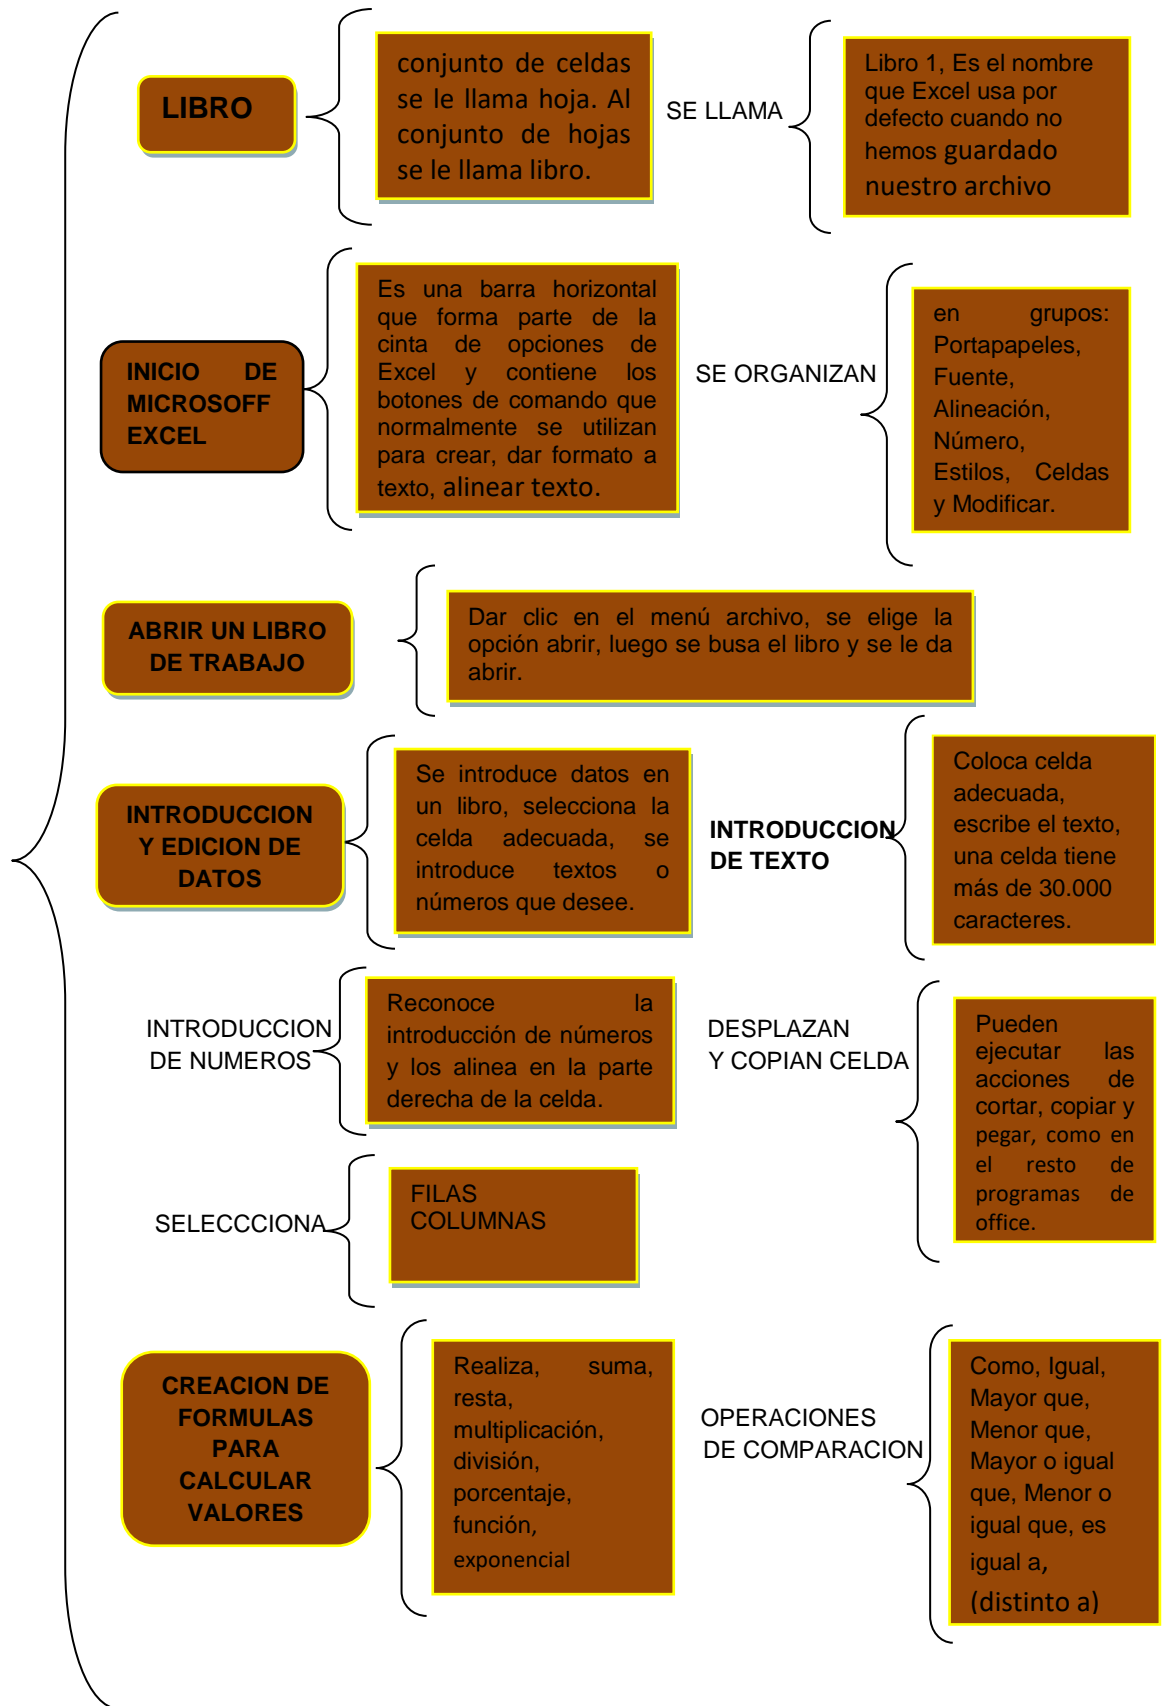 LIBRO
conjunto de celdas
se le llama hoja. Al
conjunto de hojas
se le llama libro.
SE LLAMA
Libro 1, Es el nombre
que Excel usa por
defecto cuando no
hemos guardado
nuestro archivo
INICIO DE
MICROSOFF
EXCEL
Es una barra horizontal
que forma parte de la
cinta de opciones de
Excel y contiene los
botones de comando que
normalmente se utilizan
para crear, dar formato a
texto, alinear texto.
SE ORGANIZAN
en grupos:
Portapapeles,
Fuente,
Alineación,
Número,
Estilos, Celdas
y Modificar.
ABRIR UN LIBRO
DE TRABAJO
Dar clic en el menú archivo, se elige la
opción abrir, luego se busa el libro y se le da
abrir.
INTRODUCCION
Y EDICION DE
DATOS
Se introduce datos en
un libro, selecciona la
celda adecuada, se
introduce textos o
números que desee.
INTRODUCCION
DE TEXTO
Coloca celda
adecuada,
escribe el texto,
una celda tiene
más de 30.000
caracteres.
INTRODUCCION
DE NUMEROS
Reconoce la
introducción de números
y los alinea en la parte
derecha de la celda.
DESPLAZAN
Y COPIAN CELDA
Pueden
ejecutar las
acciones de
cortar, copiar y
pegar, como en
el resto de
programas de
office.
SELECCCIONA
FILAS
COLUMNAS
CREACION DE
FORMULAS
PARA
CALCULAR
VALORES
Realiza, suma,
resta,
multiplicación,
división,
porcentaje,
función,
exponencial
OPERACIONES
DE COMPARACION
Como, Igual,
Mayor que,
Menor que,
Mayor o igual
que, Menor o
igual que, es
igual a,
(distinto a)